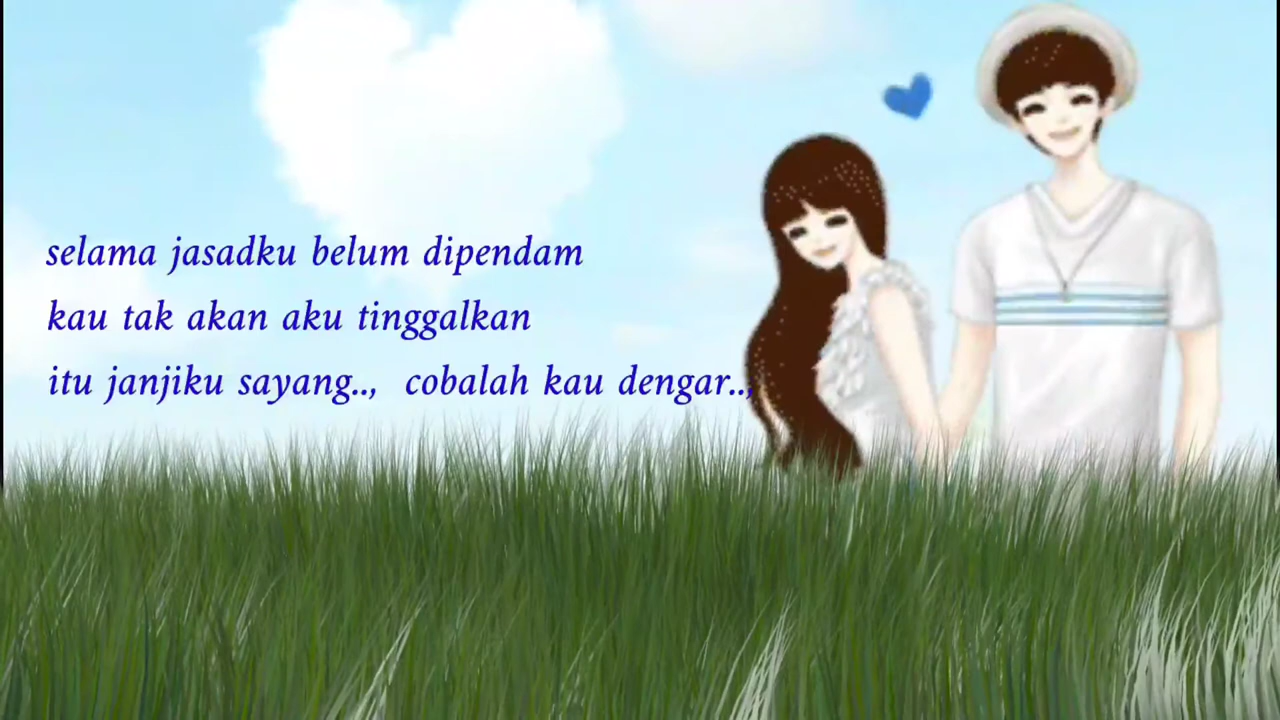 selama jasadku belum dipendam
kau tak akan aku tinggalkan
itu janjiku sayang.., cobalah kau dengar..,